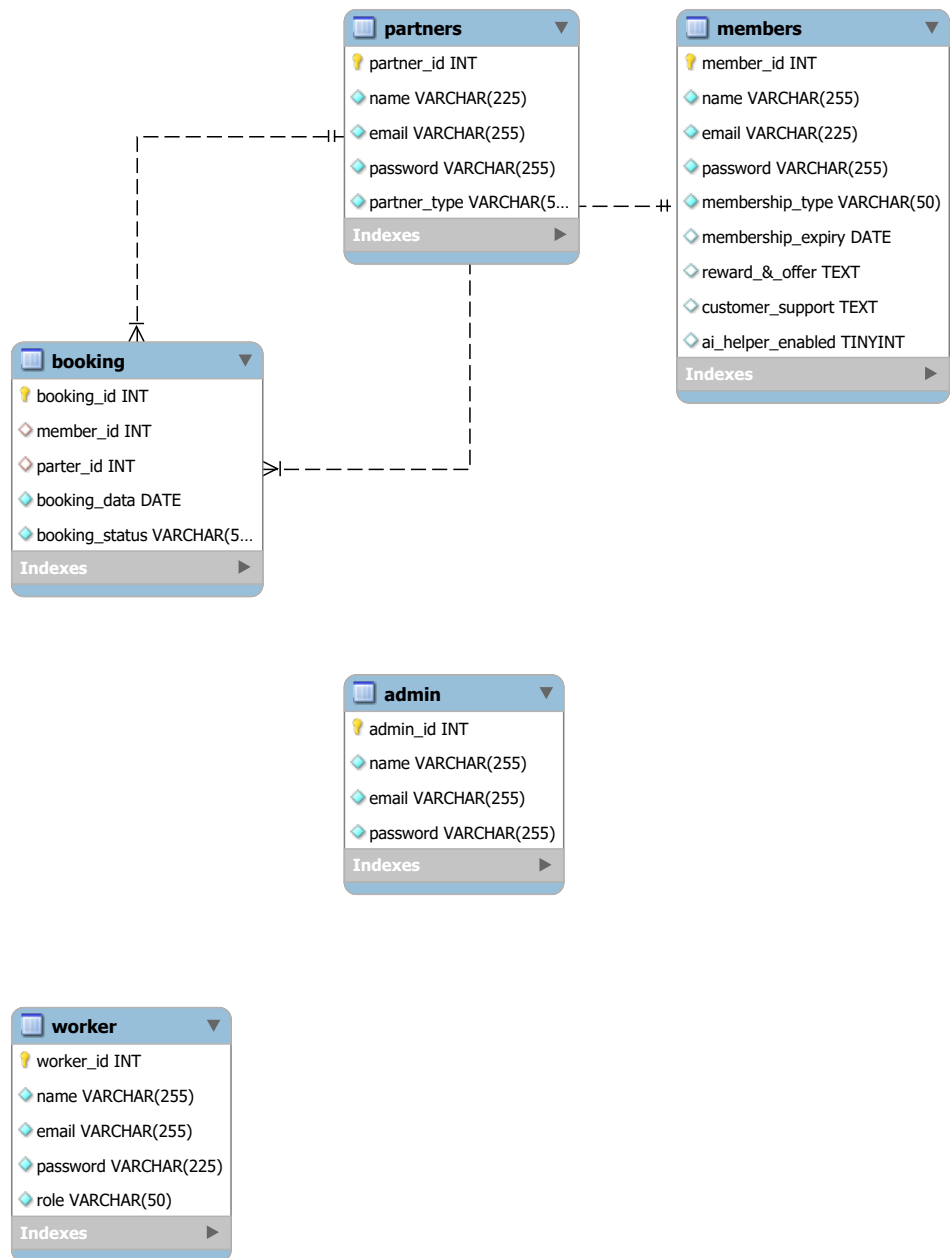 partners
partner_id INT
name VARCHAR(225)
email VARCHAR(255)
password VARCHAR(255)
partner_type VARCHAR(5...
Indexes
members
member_id INT
name VARCHAR(255)
email VARCHAR(225)
password VARCHAR(255)
membership_type VARCHAR(50)
membership_expiry DATE
reward_&_offer TEXT
customer_support TEXT
ai_helper_enabled TINYINT
Indexes
booking
booking_id INT
member_id INT
parter_id INT
booking_data DATE
booking_status VARCHAR(5...
Indexes
admin
admin_id INT
name VARCHAR(255)
email VARCHAR(255)
password VARCHAR(255)
Indexes
worker
worker_id INT
name VARCHAR(255)
email VARCHAR(255)
password VARCHAR(225)
role VARCHAR(50)
Indexes